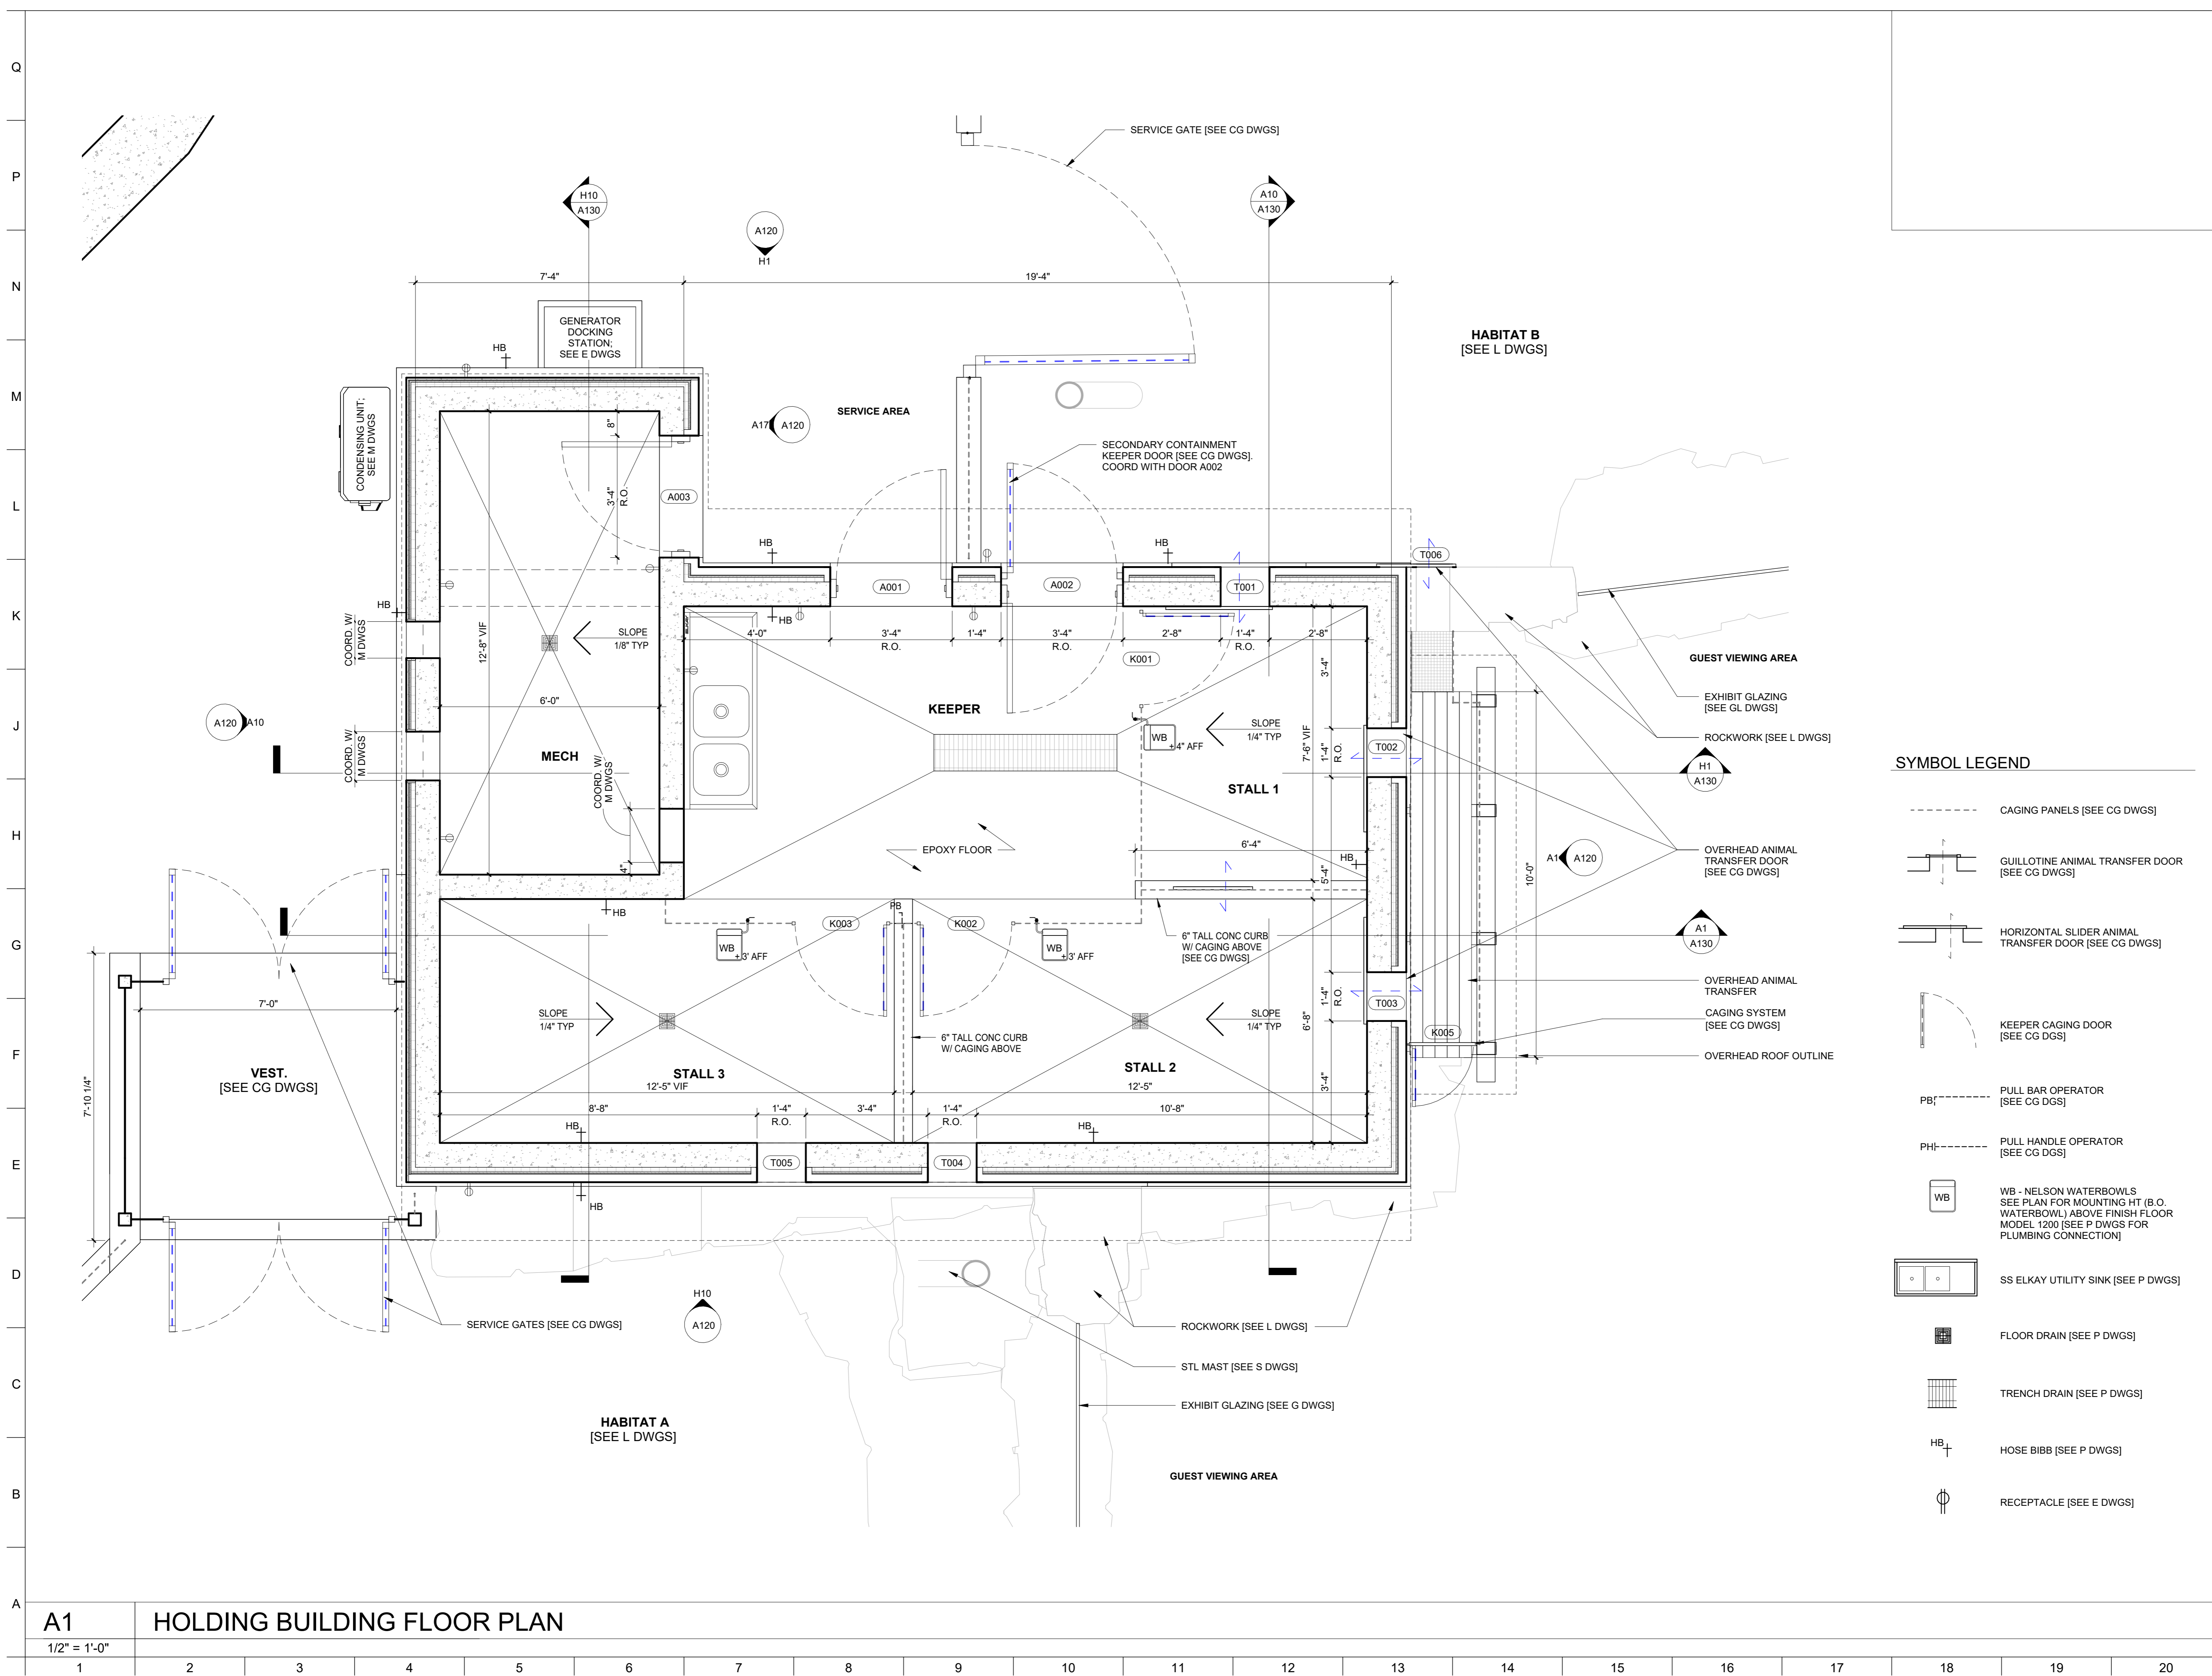 Q
P
N
M
L
K
J
H
G
F
E
D
C
B
A
SERVICE GATE [SEE CG DWGS]
H10
A130
A10
A130
A120
H1
7'-4"
19'-4"
GENERATOR
DOCKING
STATION;
SEE E DWGS
HB
HABITAT B
[SEE L DWGS]
CONDENSING UNIT;
SEE M DWGS
8"
A17
A120
SERVICE AREA
SECONDARY CONTAINMENT
KEEPER DOOR [SEE CG DWGS].
COORD WITH DOOR A002
3'-4"
R.O.
A003
HB
HB
T006
A001
A002
T001
HB
COORD. W/
M DWGS
12'-8" VIF
SLOPE
1/8" TYP
HB
4'-0"
3'-4"
R.O.
1'-4"
3'-4"
R.O.
2'-8"
1'-4"
R.O.
2'-8"
K001
3'-4"
GUEST VIEWING AREA
EXHIBIT GLAZING
[SEE GL DWGS]
6'-0"
KEEPER
A120
A10
COORD. W/
M DWGS
MECH
COORD. W/
M DWGS
WB
+ 4" AFF
SLOPE
1/4" TYP
7'-6" VIF
1'-4"
R.O.
T002
ROCKWORK [SEE L DWGS]
H1
A130
STALL 1
EPOXY FLOOR
6'-4"
HB
4"
5'-4"
A1
A120
10'-0"
OVERHEAD ANIMAL
TRANSFER DOOR
[SEE CG DWGS]
HB
PB
K003
K002
WB
+ 3' AFF
WB
+ 3' AFF
6" TALL CONC CURB
W/ CAGING ABOVE
[SEE CG DWGS]
A1
A130
OVERHEAD ANIMAL
TRANSFER
7'-0"
SLOPE
1/4" TYP
SLOPE
1/4" TYP
6'-8"
1'-4"
R.O.
T003
K005
CAGING SYSTEM
[SEE CG DWGS]
6" TALL CONC CURB
W/ CAGING ABOVE
OVERHEAD ROOF OUTLINE
VEST.
[SEE CG DWGS]
7'-10 1/4"
STALL 3
STALL 2
12'-5" VIF
12'-5"
3'-4"
8'-8"
1'-4"
R.O.
3'-4"
1'-4"
R.O.
10'-8"
HB
HB
T005
T004
HB
H10
A120
SERVICE GATES [SEE CG DWGS]
ROCKWORK [SEE L DWGS]
STL MAST [SEE S DWGS]
EXHIBIT GLAZING [SEE G DWGS]
HABITAT A
[SEE L DWGS]
GUEST VIEWING AREA
SYMBOL LEGEND
CAGING PANELS [SEE CG DWGS]
GUILLOTINE ANIMAL TRANSFER DOOR
[SEE CG DWGS]
HORIZONTAL SLIDER ANIMAL
TRANSFER DOOR [SEE CG DWGS]
KEEPER CAGING DOOR
[SEE CG DGS]
PB
PULL BAR OPERATOR
[SEE CG DGS]
PH
PULL HANDLE OPERATOR
[SEE CG DGS]
WB
WB - NELSON WATERBOWLS
SEE PLAN FOR MOUNTING HT (B.O.
WATERBOWL) ABOVE FINISH FLOOR
MODEL 1200 [SEE P DWGS FOR
PLUMBING CONNECTION]
SS ELKAY UTILITY SINK [SEE P DWGS]
FLOOR DRAIN [SEE P DWGS]
TRENCH DRAIN [SEE P DWGS]
HB
HOSE BIBB [SEE P DWGS]
RECEPTACLE [SEE E DWGS]
A1
HOLDING BUILDING FLOOR PLAN
1/2" = 1'-0"
1 2 3 4 5 6 7 8 9 10 11 12 13 14 15 16 17 18 19 20